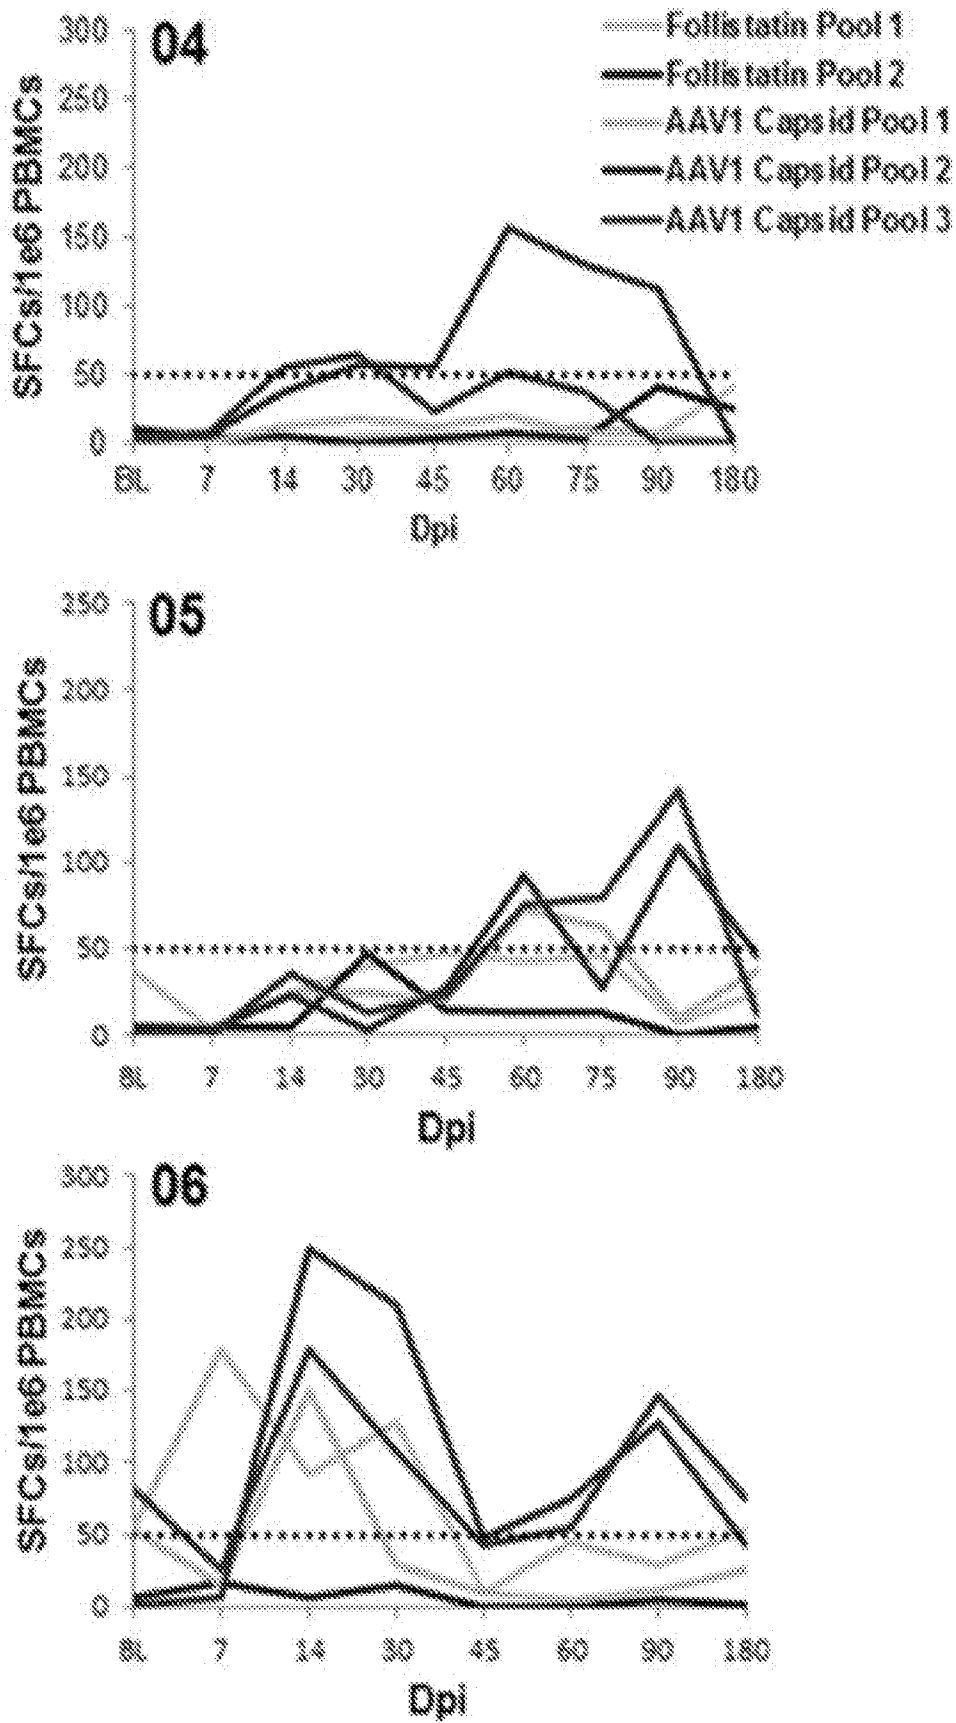 04
Follistatin Pool 1
Follistatin Pool 2
AAV1 Capsid Pool 1
AAV1 Capsid Pool 2
AAV1 Capsid Pool 3
SFCs/1e6 PBMCs
300
250
200
150
100
50
0
BL 7 14 30 45 60 75 90 180
Dpi
05
SFCs/1e6 PBMCs
250
200
150
100
50
0
BL 7 14 30 45 60 75 90 180
Dpi
06
SFCs/1e6 PBMCs
300
250
200
150
100
50
0
BL 7 14 30 45 60 90 180
Dpi